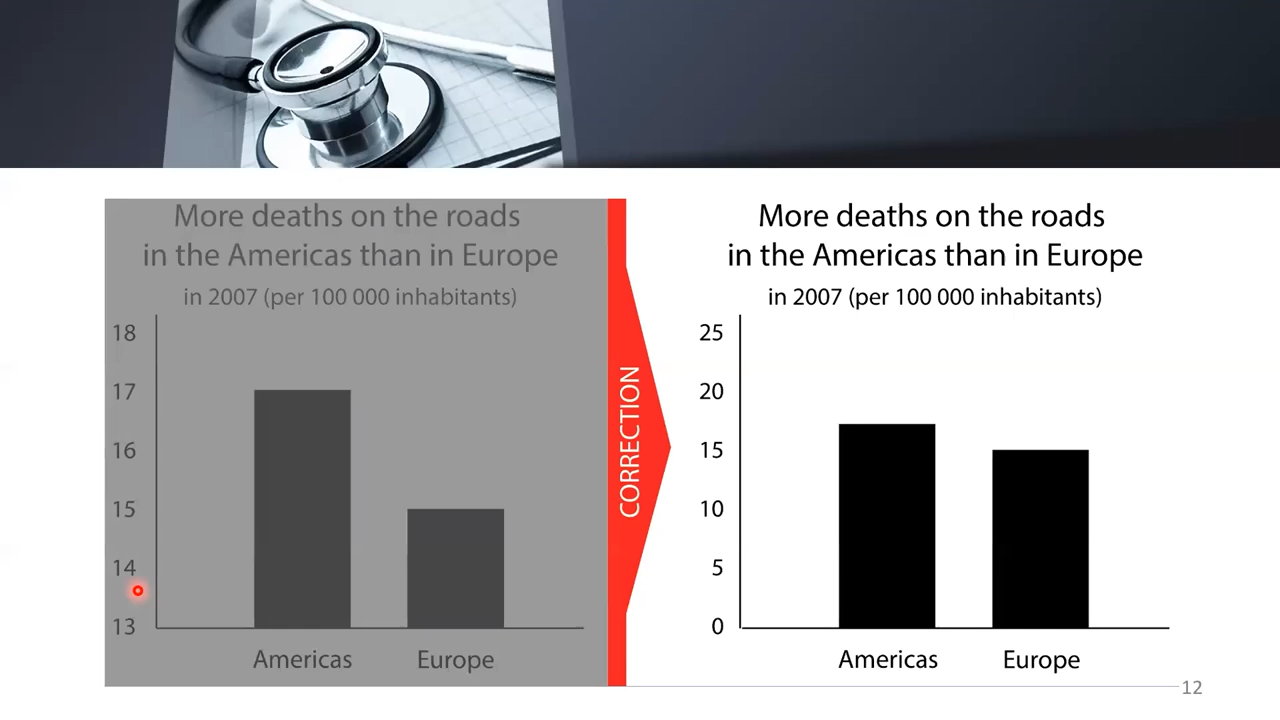 More deaths on the roads
in the Americas than in Europe
in 2007 (per 100 000 inhabitants)
18
17
16
15
14
13
Americas Europe
CORRECTION
More deaths on the roads
in the Americas than in Europe
in 2007 (per 100 000 inhabitants)
25
20
15
10
5
0
Americas Europe
12